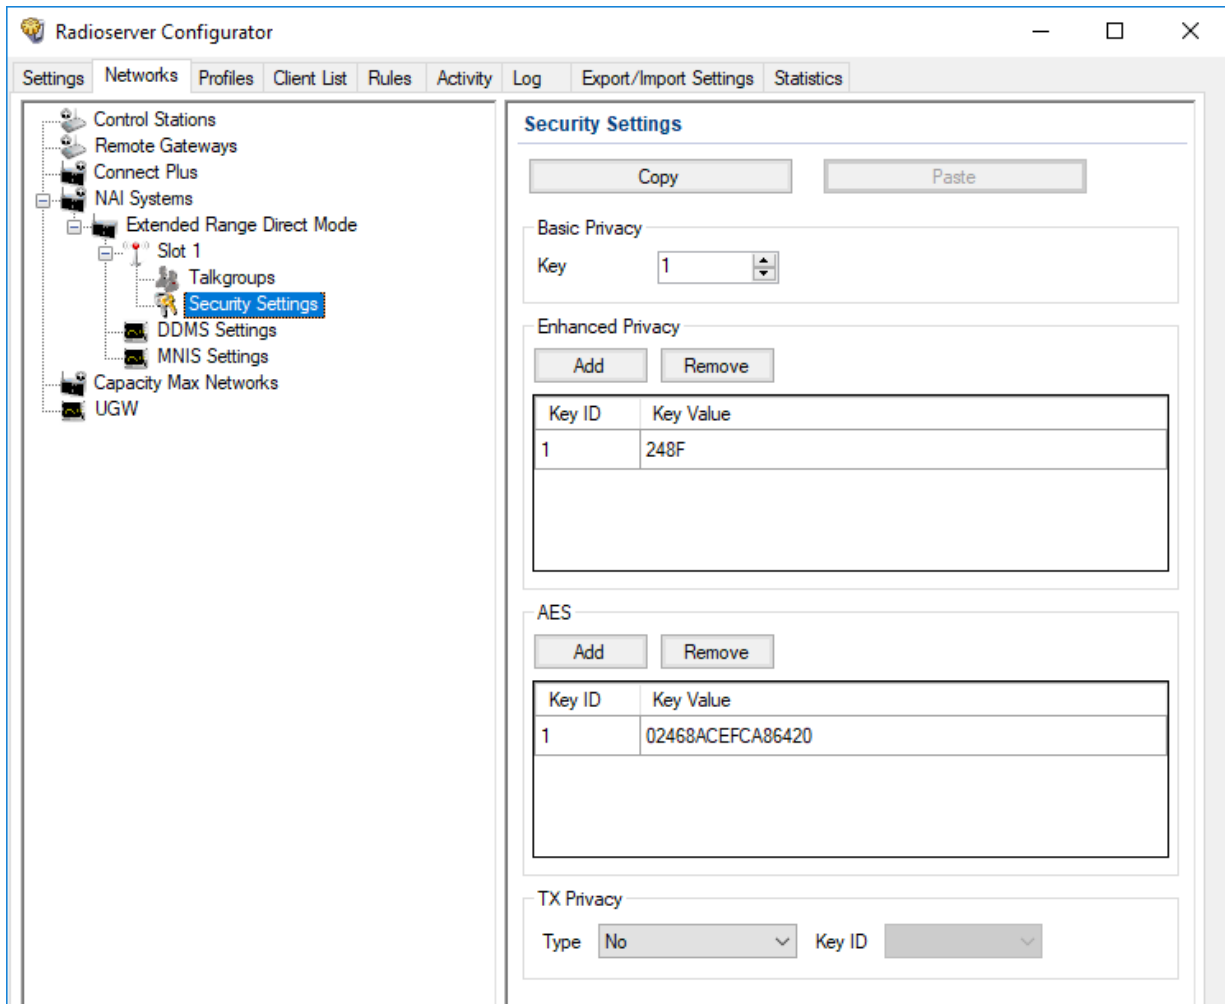 Radioserver Configurator
Settings Networks Profiles Client List Rules Activity Log Export/Import Settings Statistics
Control Stations
Remote Gateways
Connect Plus
NAI Systems
Extended Range Direct Mode
Slot 1
Talkgroups
Security Settings
DDMS Settings
MNIS Settings
Capacity Max Networks
UGW
Security Settings
Copy Paste
Basic Privacy
Key 1
Enhanced Privacy
Add Remove
Key ID Key Value
1 248F
AES
Add Remove
Key ID Key Value
1 02468ACEFCA86420
TX Privacy
Type No Key ID